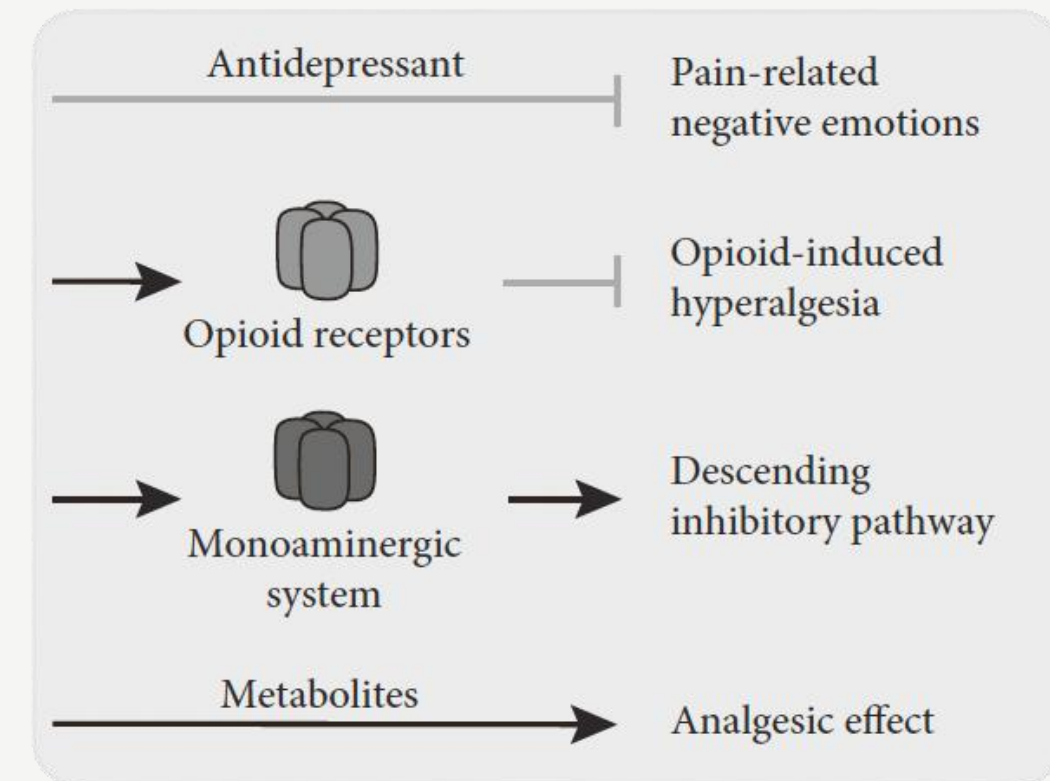 Antidepressant
Pain-related
negative emotions
Opioid receptors
Opioid-induced
hyperalgesia
Monoaminergic
system
Descending
inhibitory pathway
Metabolites
Analgesic effect